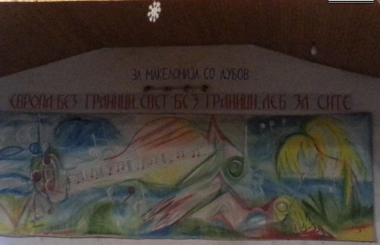 ЗА МАКЕДОНИЈА СО ЉУБОВ
ЕВРОПА БЕЗ ГРАНИЦИ, СВЕТ БЕЗ ГРАНИЦИ, ЛЕБ ЗА СИТЕ